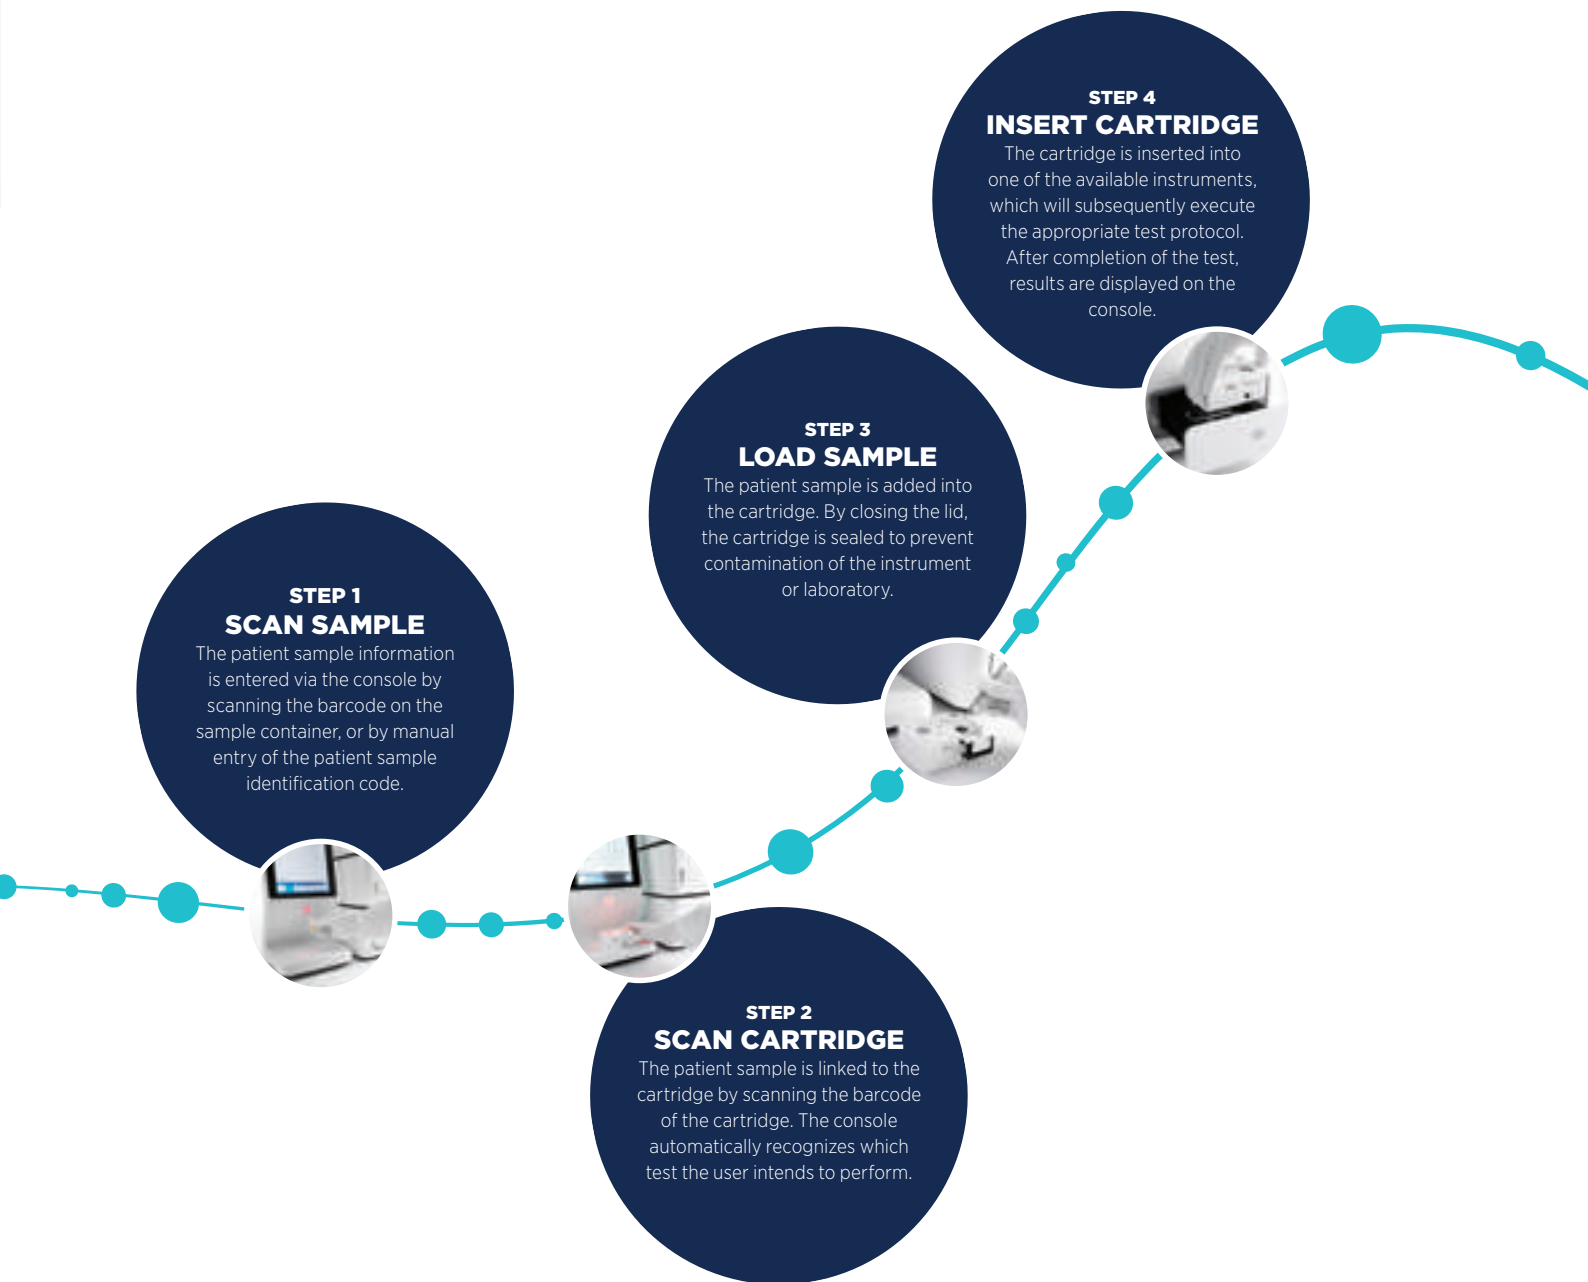 STEP 1
SCAN SAMPLE
The patient sample information
is entered via the console by
scanning the barcode on the
sample container, or by manual
entry of the patient sample
identification code.
STEP 2
SCAN CARTRIDGE
The patient sample is linked to the
cartridge by scanning the barcode
of the cartridge. The console
automatically recognizes which
test the user intends to perform.
STEP 3
LOAD SAMPLE
The patient sample is added into
the cartridge. By closing the lid,
the cartridge is sealed to prevent
contamination of the instrument
or laboratory.
STEP 4
INSERT CARTRIDGE
The cartridge is inserted into
one of the available instruments,
which will subsequently execute
the appropriate test protocol.
After completion of the test,
results are displayed on the
console.